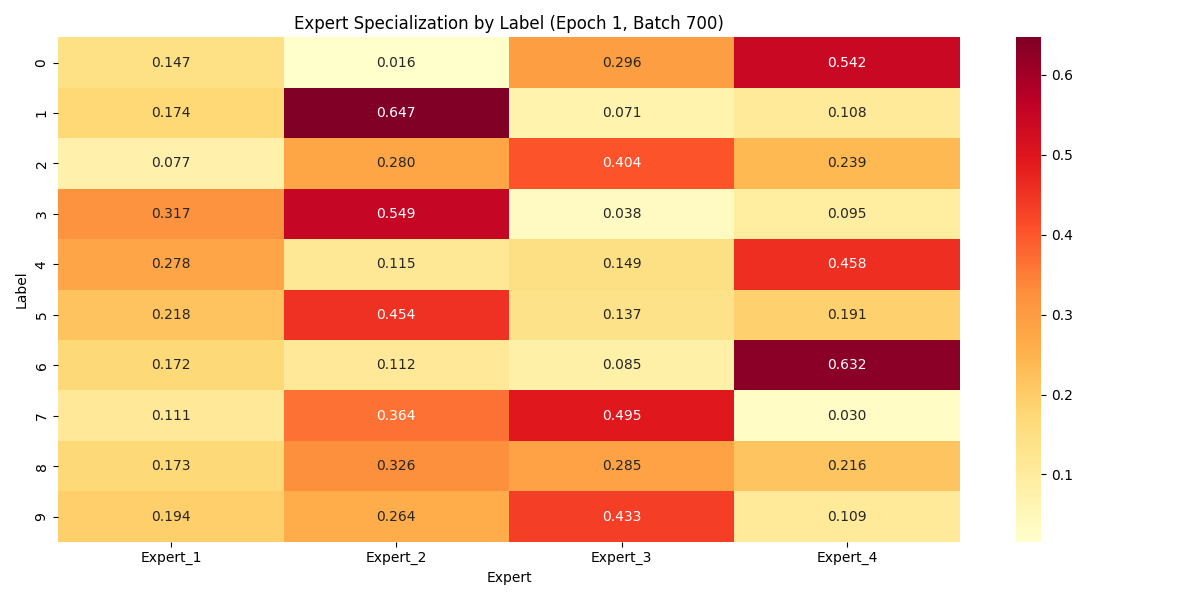 Expert Specialization by Label (Epoch 1, Batch 700)
Label
0 0.147 0.016 0.296 0.542
1 0.174 0.647 0.071 0.108
2 0.077 0.280 0.404 0.239
3 0.317 0.549 0.038 0.095
4 0.278 0.115 0.149 0.458
5 0.218 0.454 0.137 0.191
6 0.172 0.112 0.085 0.632
7 0.111 0.364 0.495 0.030
8 0.173 0.326 0.285 0.216
9 0.194 0.264 0.433 0.109
Expert_1 Expert_2 Expert_3 Expert_4
Expert
0.6
0.5
0.4
0.3
0.2
0.1